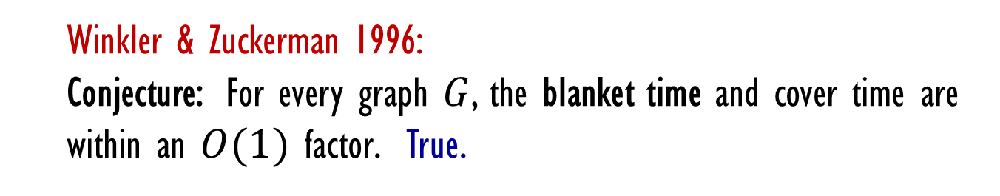 Winkler & Zuckerman 1996:
Conjecture: For every graph G, the blanket time and cover time are
within an O(1) factor. True.